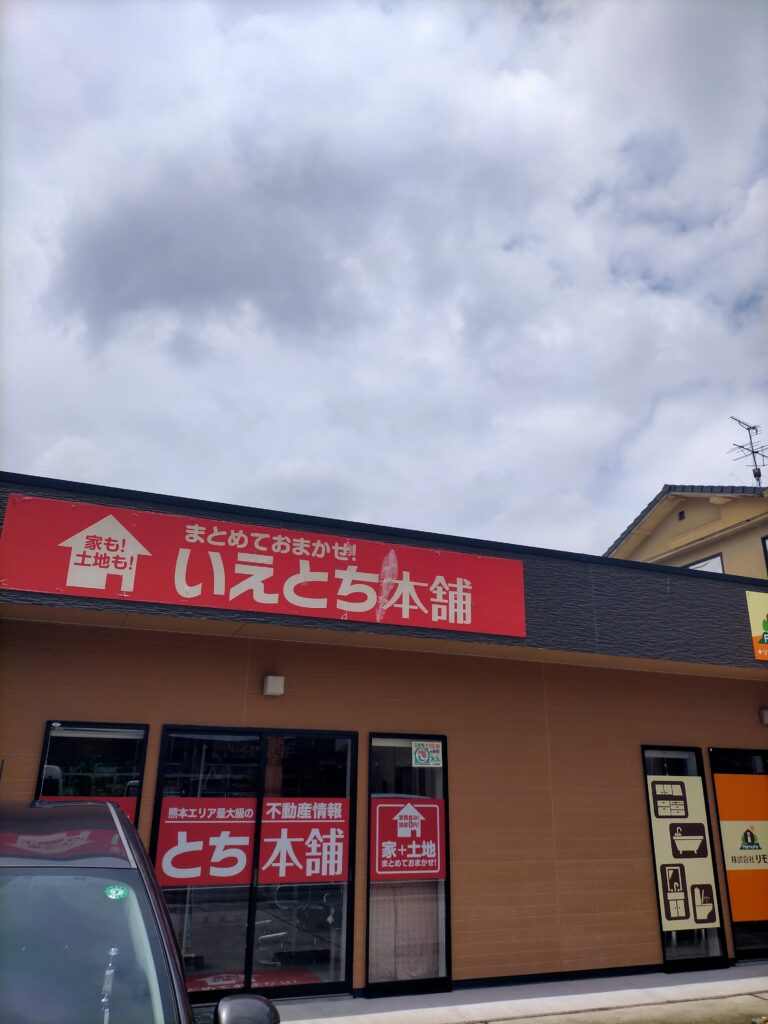 家も!
土地も!
まとめておまかせ!
いえとち本舗
熊本エリア最大級の
とち
不動産情報
本舗
家+土地
まとめておまかせ!
株式会社リモ